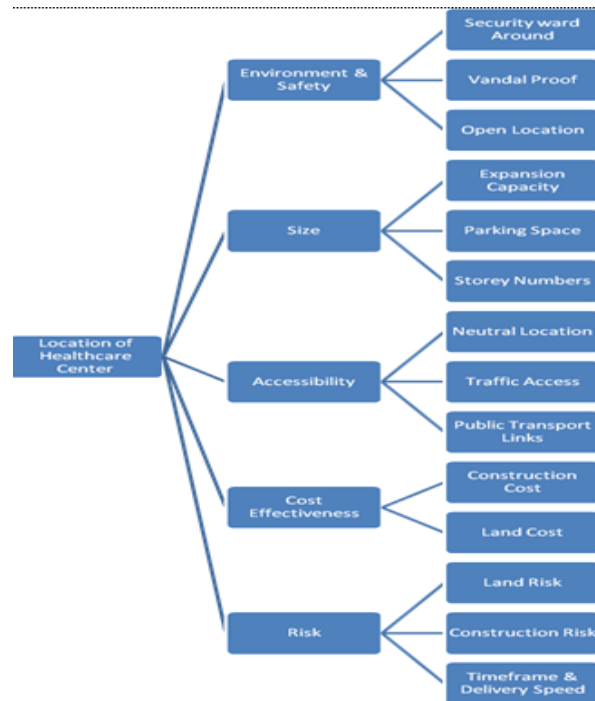 Location of
Healthcare
Center
Environment &
Safety
Security ward
Around
Vandal Proof
Open Location
Size
Expansion
Capacity
Parking Space
Storey Numbers
Accessibility
Neutral Location
Traffic Access
Public Transport
Links
Cost
Effectiveness
Construction
Cost
Land Cost
Risk
Land Risk
Construction Risk
Timeframe &
Delivery Speed